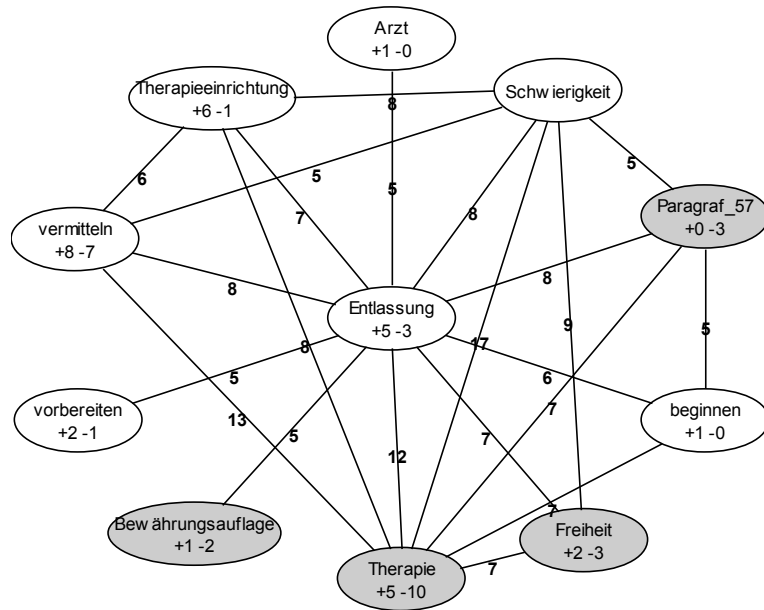 Arzt
+1 -0
Therapieeinrichtung
+6 -1
Schwierigkeit
8
5
6
5
5
7
8
vermitteln
+8 -7
Paragraf_57
+0 -3
8
8
Entlassung
+5 -3
9
5
8
17
5
6
vorbereiten
+2 -1
13
5
7
7
beginnen
+1 -0
12
Bewährungsauflage
+1 -2
7
Freiheit
+2 -3
Therapie
+5 -10
7